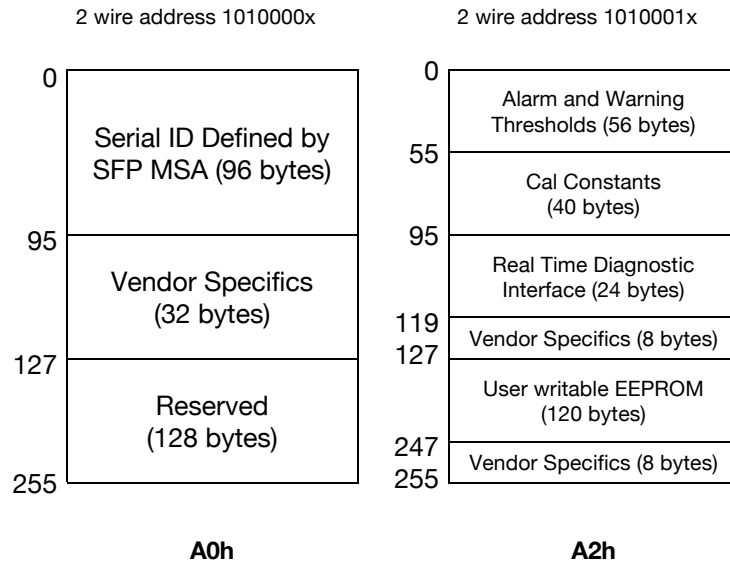 2 wire address 1010000x
0
Serial ID Defined by
SFP MSA (96 bytes)
95
Vendor Specifics
(32 bytes)
127
Reserved
(128 bytes)
255
A0h
2 wire address 1010001x
0
Alarm and Warning
Thresholds (56 bytes)
55
Cal Constants
(40 bytes)
95
Real Time Diagnostic
Interface (24 bytes)
119
Vendor Specifics (8 bytes)
127
User writable EEPROM
(120 bytes)
247
Vendor Specifics (8 bytes)
255
A2h